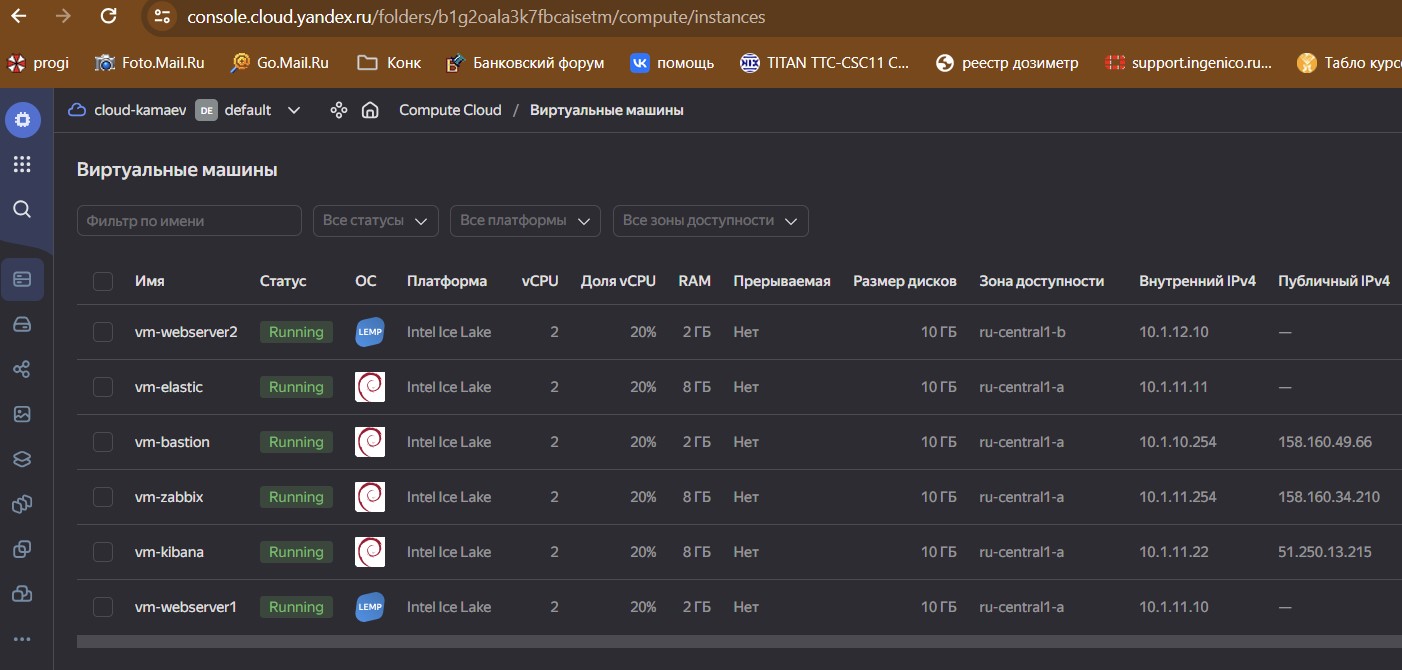 console.cloud.yandex.ru/folders/b1g2oala3k7fbcaisetm/compute/instances
progi Foto.Mail.Ru Go.Mail.Ru Конк Банковский форум помощь TITAN TTC-CSC11 C... реестр дозиметр support.ingenico.ru... Табло курс
cloud-kamaev DE default Compute Cloud / Виртуальные машины
Виртуальные машины
Фильтр по имени Все статусы Все платформы Все зоны доступности
Имя Статус ОС Платформа vCPU Доля vCPU RAM Прерываемая Размер дисков Зона доступности Внутренний IPv4 Публичный IPv4
vm-webserver2 Running LEMP Intel Ice Lake 2 20% 2 ГБ Нет 10 ГБ ru-central1-b 10.1.12.10 —
vm-elastic Running Intel Ice Lake 2 20% 8 ГБ Нет 10 ГБ ru-central1-a 10.1.11.11 —
vm-bastion Running Intel Ice Lake 2 20% 2 ГБ Нет 10 ГБ ru-central1-a 10.1.10.254 158.160.49.66
vm-zabbix Running Intel Ice Lake 2 20% 8 ГБ Нет 10 ГБ ru-central1-a 10.1.11.254 158.160.34.210
vm-kibana Running Intel Ice Lake 2 20% 8 ГБ Нет 10 ГБ ru-central1-a 10.1.11.22 51.250.13.215
vm-webserver1 Running LEMP Intel Ice Lake 2 20% 2 ГБ Нет 10 ГБ ru-central1-a 10.1.11.10 —